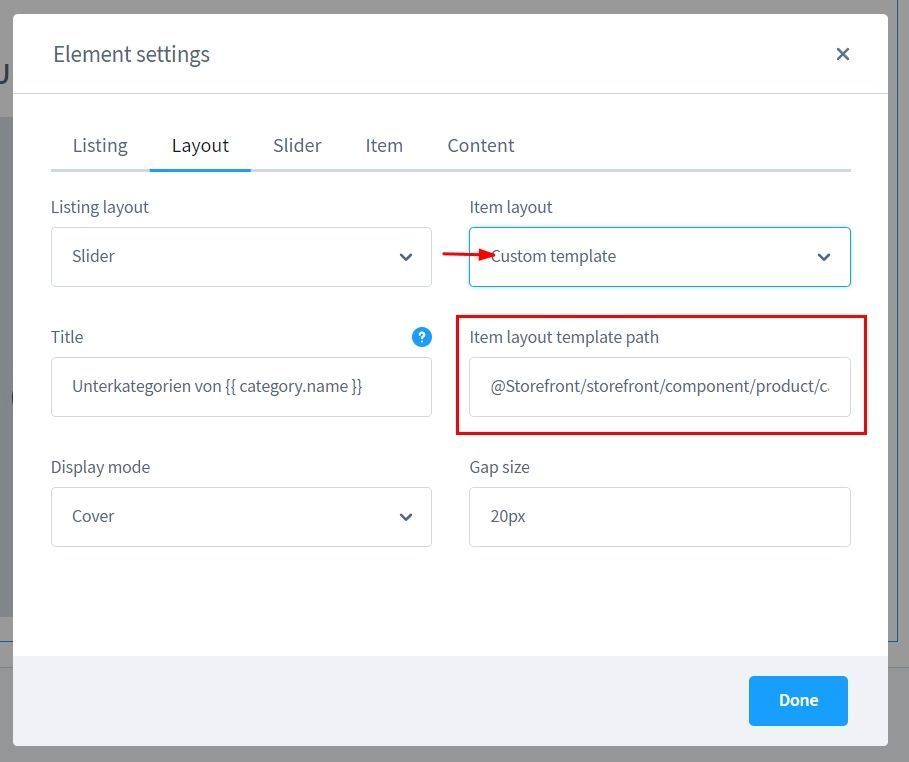 Element settings
Listing Layout Slider Item Content
Listing layout
Item layout
Slider
Custom template
Title
Item layout template path
?
Unterkategorien von {{ category.name }}
@Storefront/storefront/component/product/c
Display mode
Gap size
Cover
20px
Done